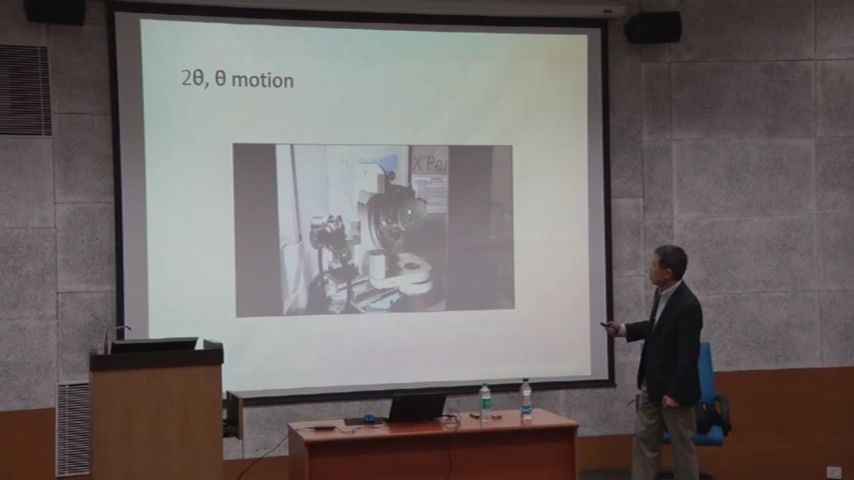 2θ, θ motion
X'Per